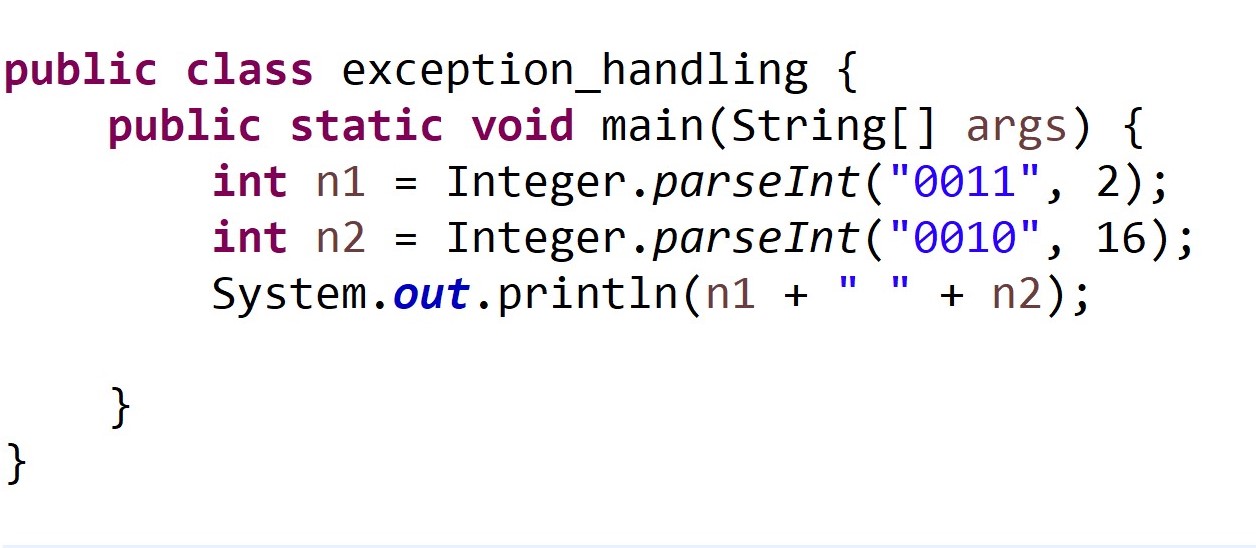 public class exception_handling {
    public static void main(String[] args) {
        int n1 = Integer.parseInt("0011", 2);
        int n2 = Integer.parseInt("0010", 16);
        System.out.println(n1 + " " + n2);
    }
}